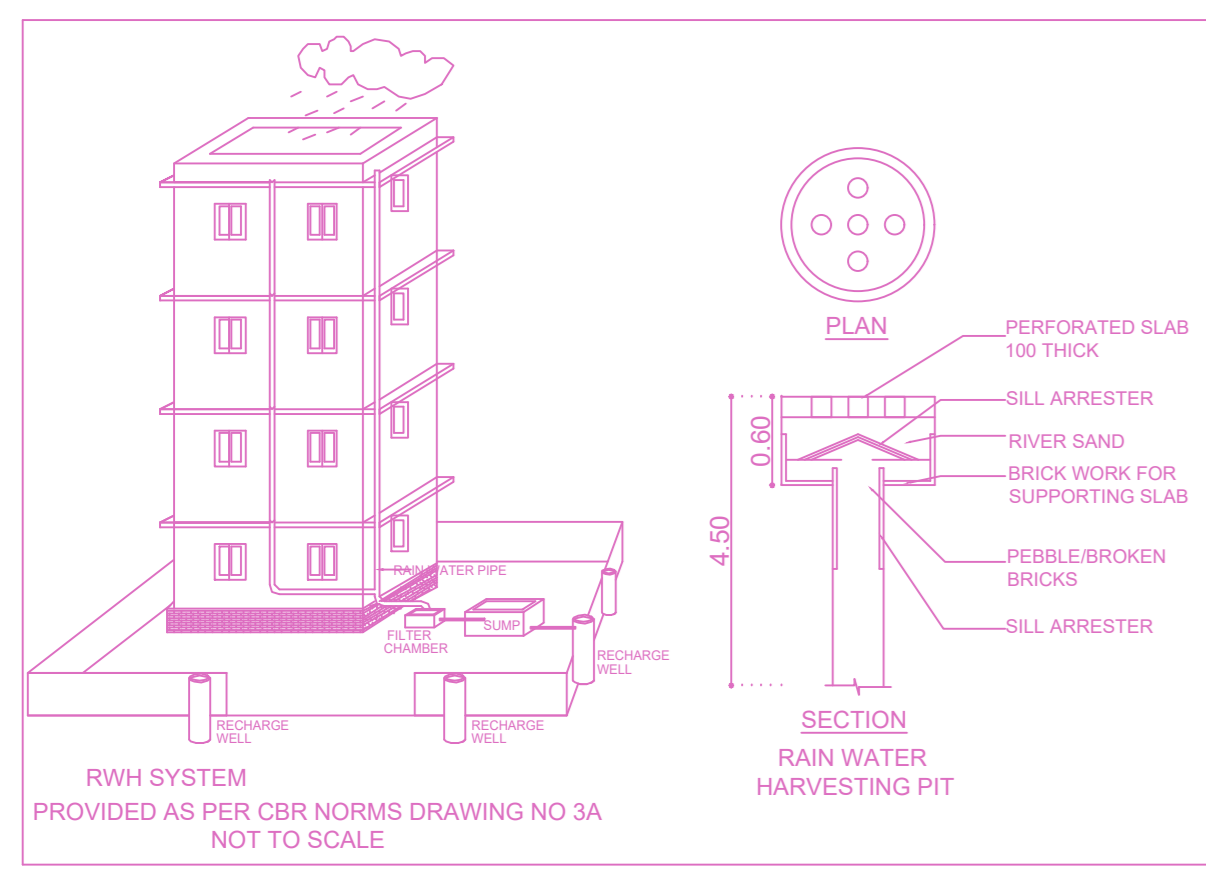 PLAN
PERFORATED SLAB
100 THICK
SILL ARRESTER
0.60
RIVER SAND
BRICK WORK FOR
SUPPORTING SLAB
4.50
PEBBLE/BROKEN
BRICKS
SILL ARRESTER
SECTION
RAIN WATER
HARVESTING PIT
RAIN WATER PIPE
FILTER
CHAMBER
SUMP
RECHARGE
WELL
RECHARGE
WELL
RECHARGE
WELL
RWH SYSTEM
PROVIDED AS PER CBR NORMS DRAWING NO 3A
NOT TO SCALE